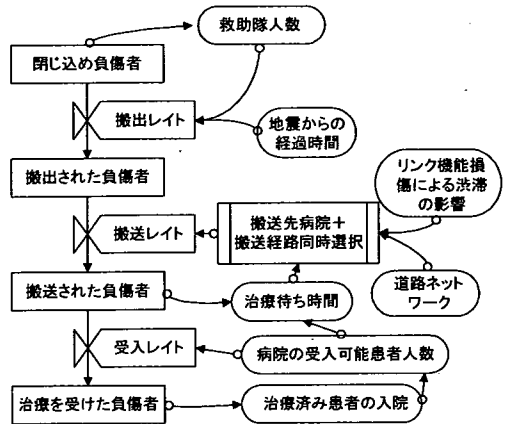 救助隊人数
閉じ込め負傷者
搬出レイト
地震からの
経過時間
搬出された負傷者
リンク機能損
傷による渋滞
の影響
搬送先病院＋
搬送経路同時選択
搬送レイト
道路ネット
ワーク
搬送された負傷者
治療待ち時間
受入レイト
病院の受入可能患者人数
治療を受けた負傷者
治療済み患者の入院